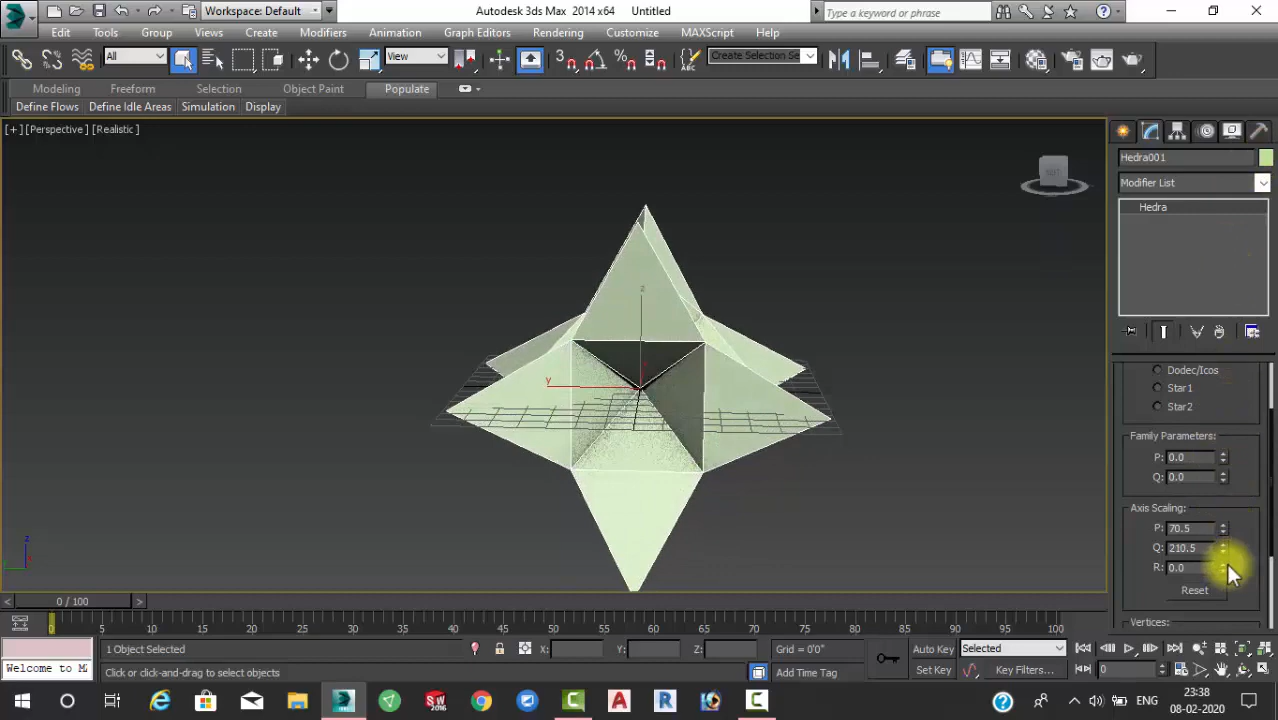 Workspace: Default
Autodesk 3ds Max 2014 x64 Untitled
Type a keyword or phrase
Edit Tools Group Views Create Modifiers Animation Graph Editors Rendering Customize MAXScript Help
All
View
3
Create Selection Se
Modeling Freeform Selection Object Paint Populate
Define Flows Define Idle Areas Simulation Display
[+][Perspective][Realistic]
Hedra001
Modifier List
Hedra
z
y
Dodec/Icos
Star1
Star2
Family Parameters:
P: 0.0
Q: 0.0
Axis Scaling:
P: 70.5
Q: 210.5
R: 0.0
Reset
Vertices:
z
0 / 100
0 5 10 15 20 25 30 35 40 45 50 55 60 65 70 75 80 85 90 95 100
1 Object Selected
X: Y: Z: Grid = 0'0"
Auto Key Selected
Welcome to M
Click or click-and-drag to select objects
Add Time Tag
Set Key Key Filters...
0
ENG
23:38
08-02-2020